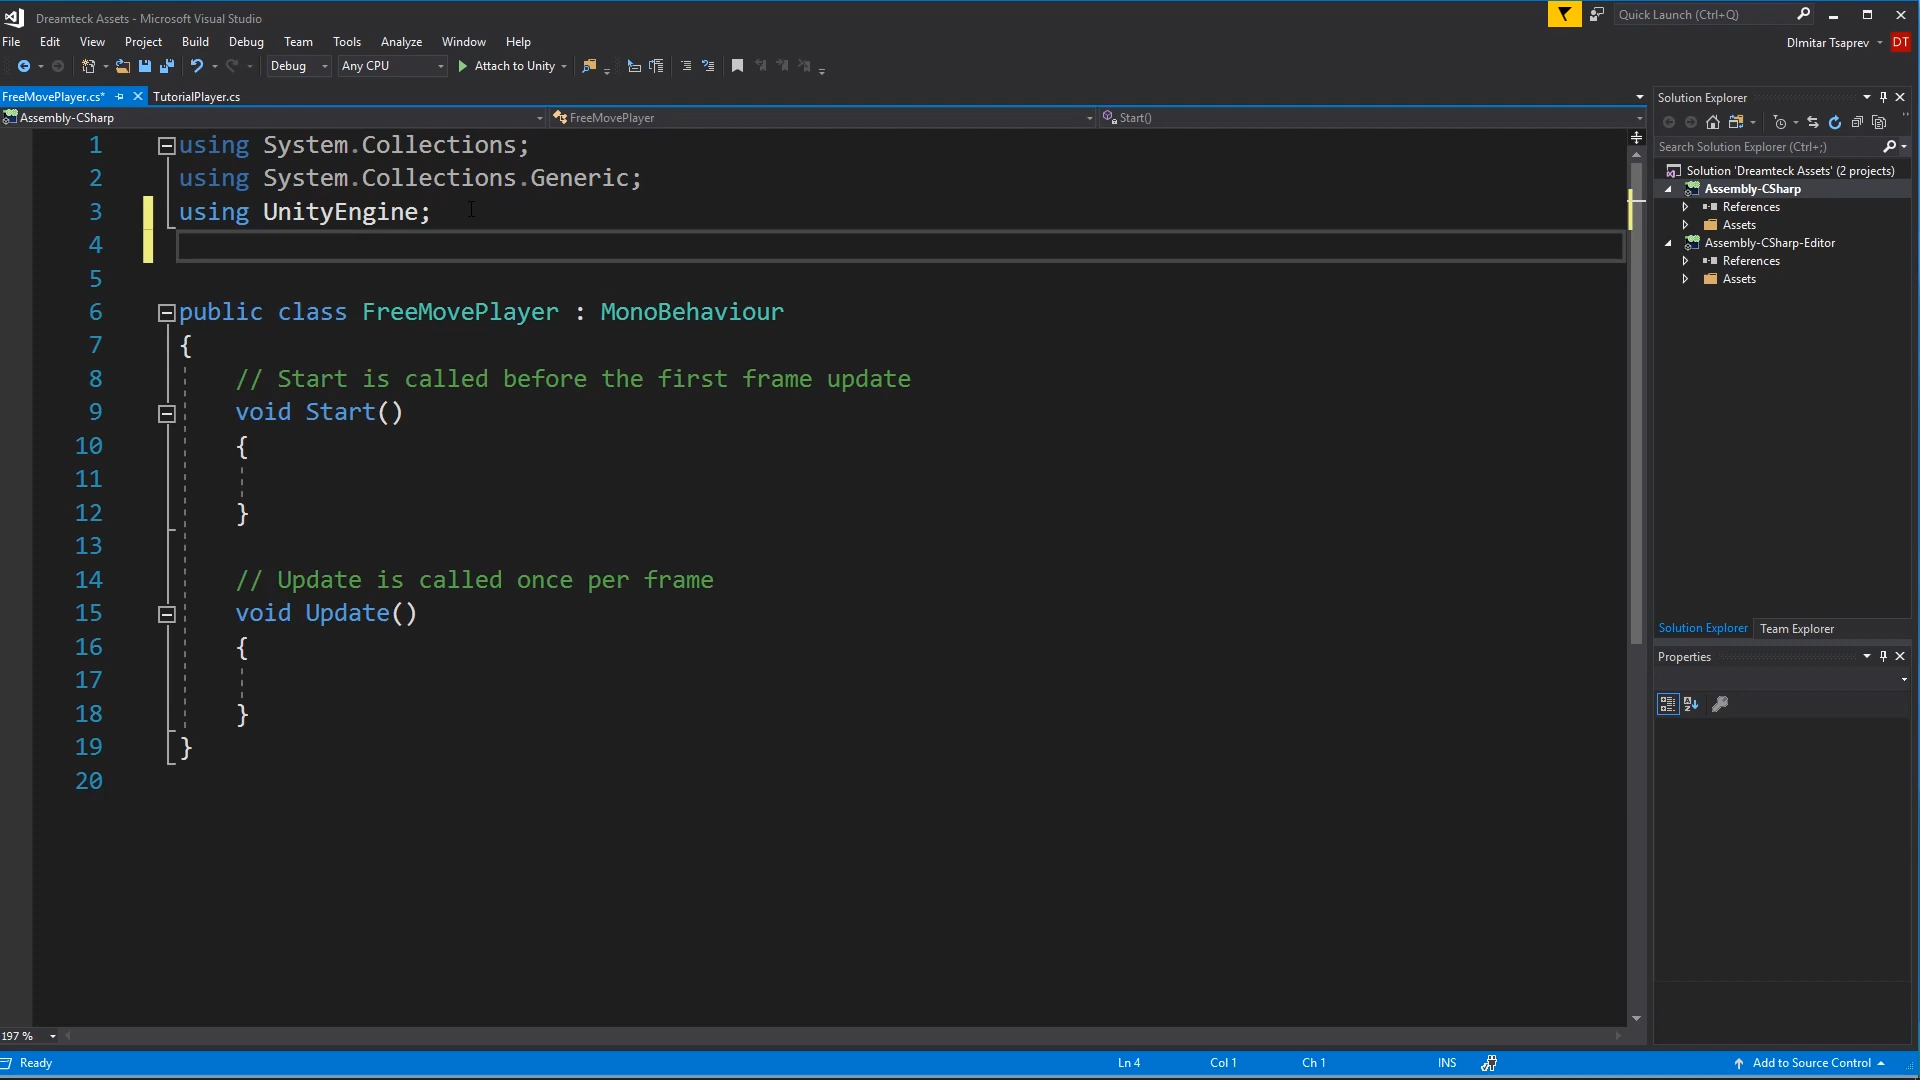 Dreamteck Assets - Microsoft Visual Studio
Quick Launch (Ctrl+Q)
File Edit View Project Build Debug Team Tools Analyze Window Help
DImitar Tsaprev DT
Debug Any CPU Attach to Unity
FreeMovePlayer.cs* TutorialPlayer.cs
Assembly-CSharp FreeMovePlayer Start()
1 using System.Collections;
2 using System.Collections.Generic;
3 using UnityEngine;
4
5
6 public class FreeMovePlayer : MonoBehaviour
7 {
8 // Start is called before the first frame update
9 void Start()
10 {
11
12 }
13
14 // Update is called once per frame
15 void Update()
16 {
17
18 }
19 }
20
Solution Explorer
Search Solution Explorer (Ctrl+;)
Solution 'Dreamteck Assets' (2 projects)
Assembly-CSharp
References
Assets
Assembly-CSharp-Editor
References
Assets
Solution Explorer Team Explorer
Properties
197 %
Ready Ln 4 Col 1 Ch 1 INS Add to Source Control